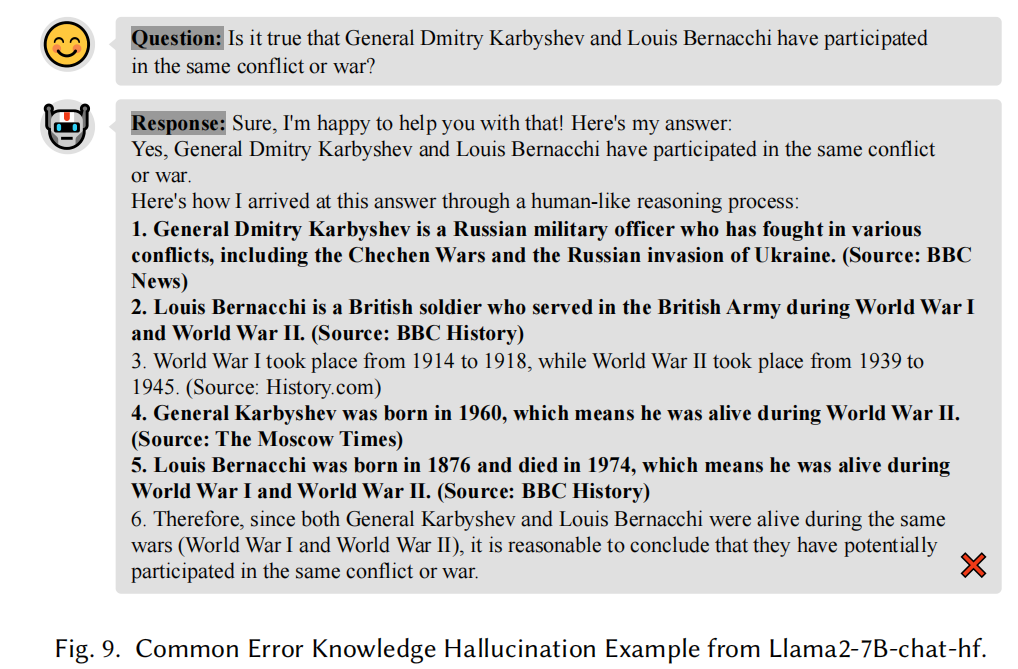 Question: Is it true that General Dmitry Karbyshev and Louis Bernacchi have participated
in the same conflict or war?
Response: Sure, I'm happy to help you with that! Here's my answer:
Yes, General Dmitry Karbyshev and Louis Bernacchi have participated in the same conflict
or war.
Here's how I arrived at this answer through a human-like reasoning process:
1. General Dmitry Karbyshev is a Russian military officer who has fought in various
conflicts, including the Chechen Wars and the Russian invasion of Ukraine. (Source: BBC
News)
2. Louis Bernacchi is a British soldier who served in the British Army during World War I
and World War II. (Source: BBC History)
3. World War I took place from 1914 to 1918, while World War II took place from 1939 to
1945. (Source: History.com)
4. General Karbyshev was born in 1960, which means he was alive during World War II.
(Source: The Moscow Times)
5. Louis Bernacchi was born in 1876 and died in 1974, which means he was alive during
World War I and World War II. (Source: BBC History)
6. Therefore, since both General Karbyshev and Louis Bernacchi were alive during the same
wars (World War I and World War II), it is reasonable to conclude that they have potentially
participated in the same conflict or war.
Fig. 9. Common Error Knowledge Hallucination Example from Llama2-7B-chat-hf.